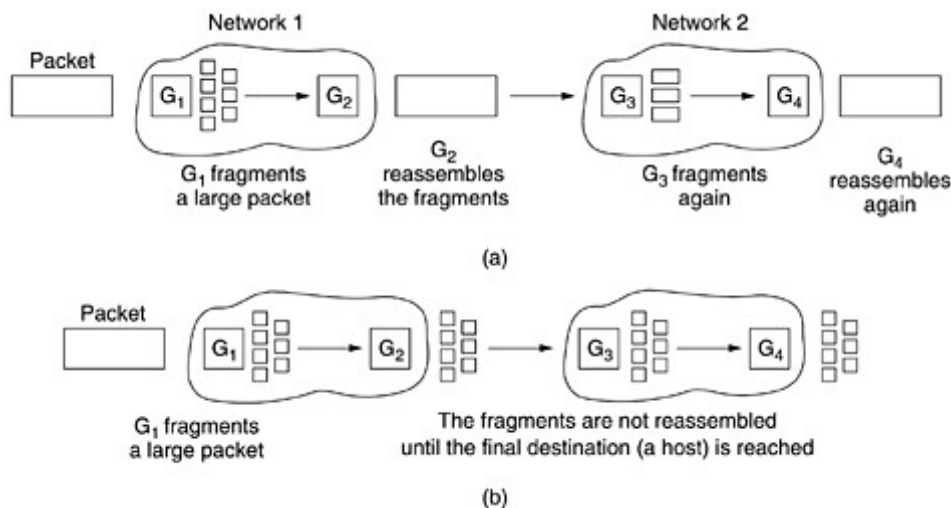 Network 1
Network 2
Packet
G1
G2
G3
G4
G1 fragments
a large packet
G2
reassembles
the fragments
G3 fragments
again
G4
reassembles
again
(a)
Packet
G1
G2
G3
G4
G1 fragments
a large packet
The fragments are not reassembled
until the final destination (a host) is reached
(b)